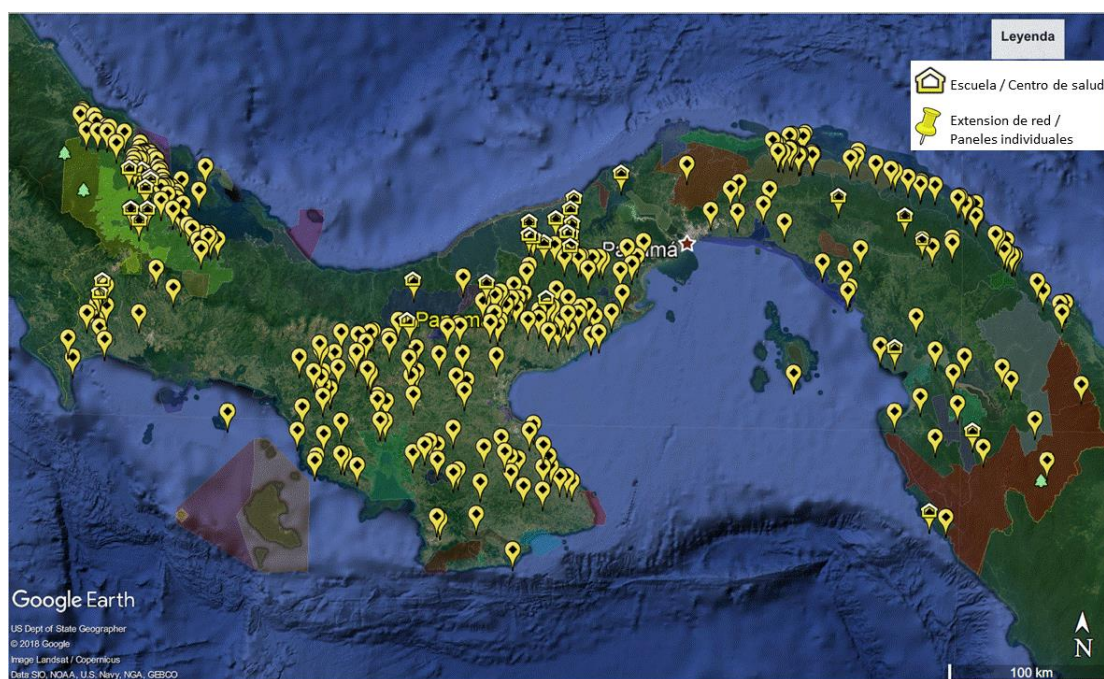 Leyenda
Escuela / Centro de salud
Extension de red /
Paneles individuales
Panamá
Panam
Google Earth
US Dept of State Geographer
© 2018 Google
Image Landsat / Copernicus
Data SIO, NOAA, U.S. Navy, NGA, GEBCO
N
100 km